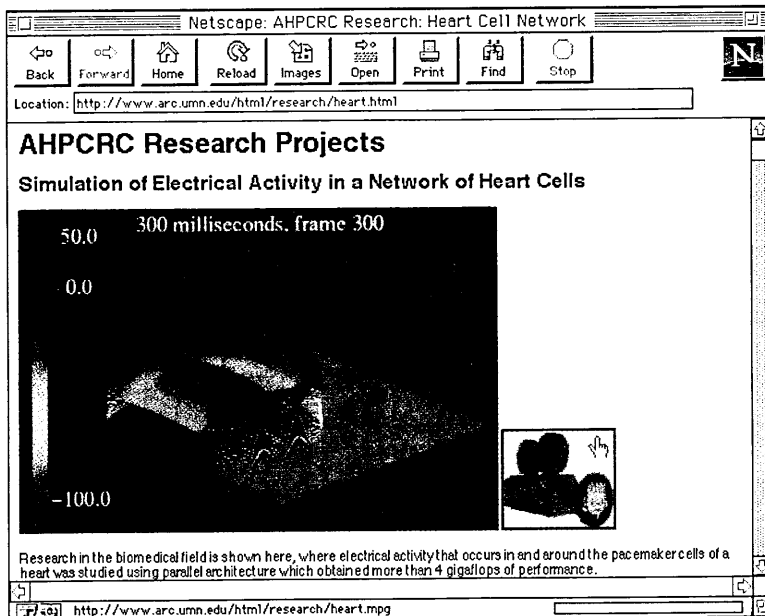 Netscape: AHPCRC Research: Heart Cell Network
Back Forward Home Reload Images Open Print Find Stop
N
Location: http://www.arc.umn.edu/html/research/heart.html
AHPCRC Research Projects
Simulation of Electrical Activity in a Network of Heart Cells
300 milliseconds, frame 300
50.0
0.0
-100.0
Research in the biomedical field is shown here, where electrical activity that occurs in and around the pacemaker cells of a
heart was studied using parallel architecture which obtained more than 4 gigaflops of performance.
http://www.arc.umn.edu/html/research/heart.mpg